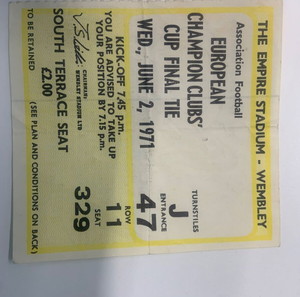 THE EMPIRE STADIUM - WEMBLEY
Association Football
EUROPEAN
CHAMPION CLUBS'
CUP FINAL TIE
WED., JUNE 2, 1971
KICK-OFF 7.45 p.m.
YOU ARE ADVISED TO TAKE UP
YOUR POSITION BY 7.15 p.m.
CHAIRMAN:
WEMBLEY STADIUM LTD
SOUTH TERRACE SEAT
£2.00
TO BE RETAINED
(SEE PLAN AND CONDITIONS ON BACK)
TURNSTILES
J
ENTRANCE
47
ROW
11
SEAT
329